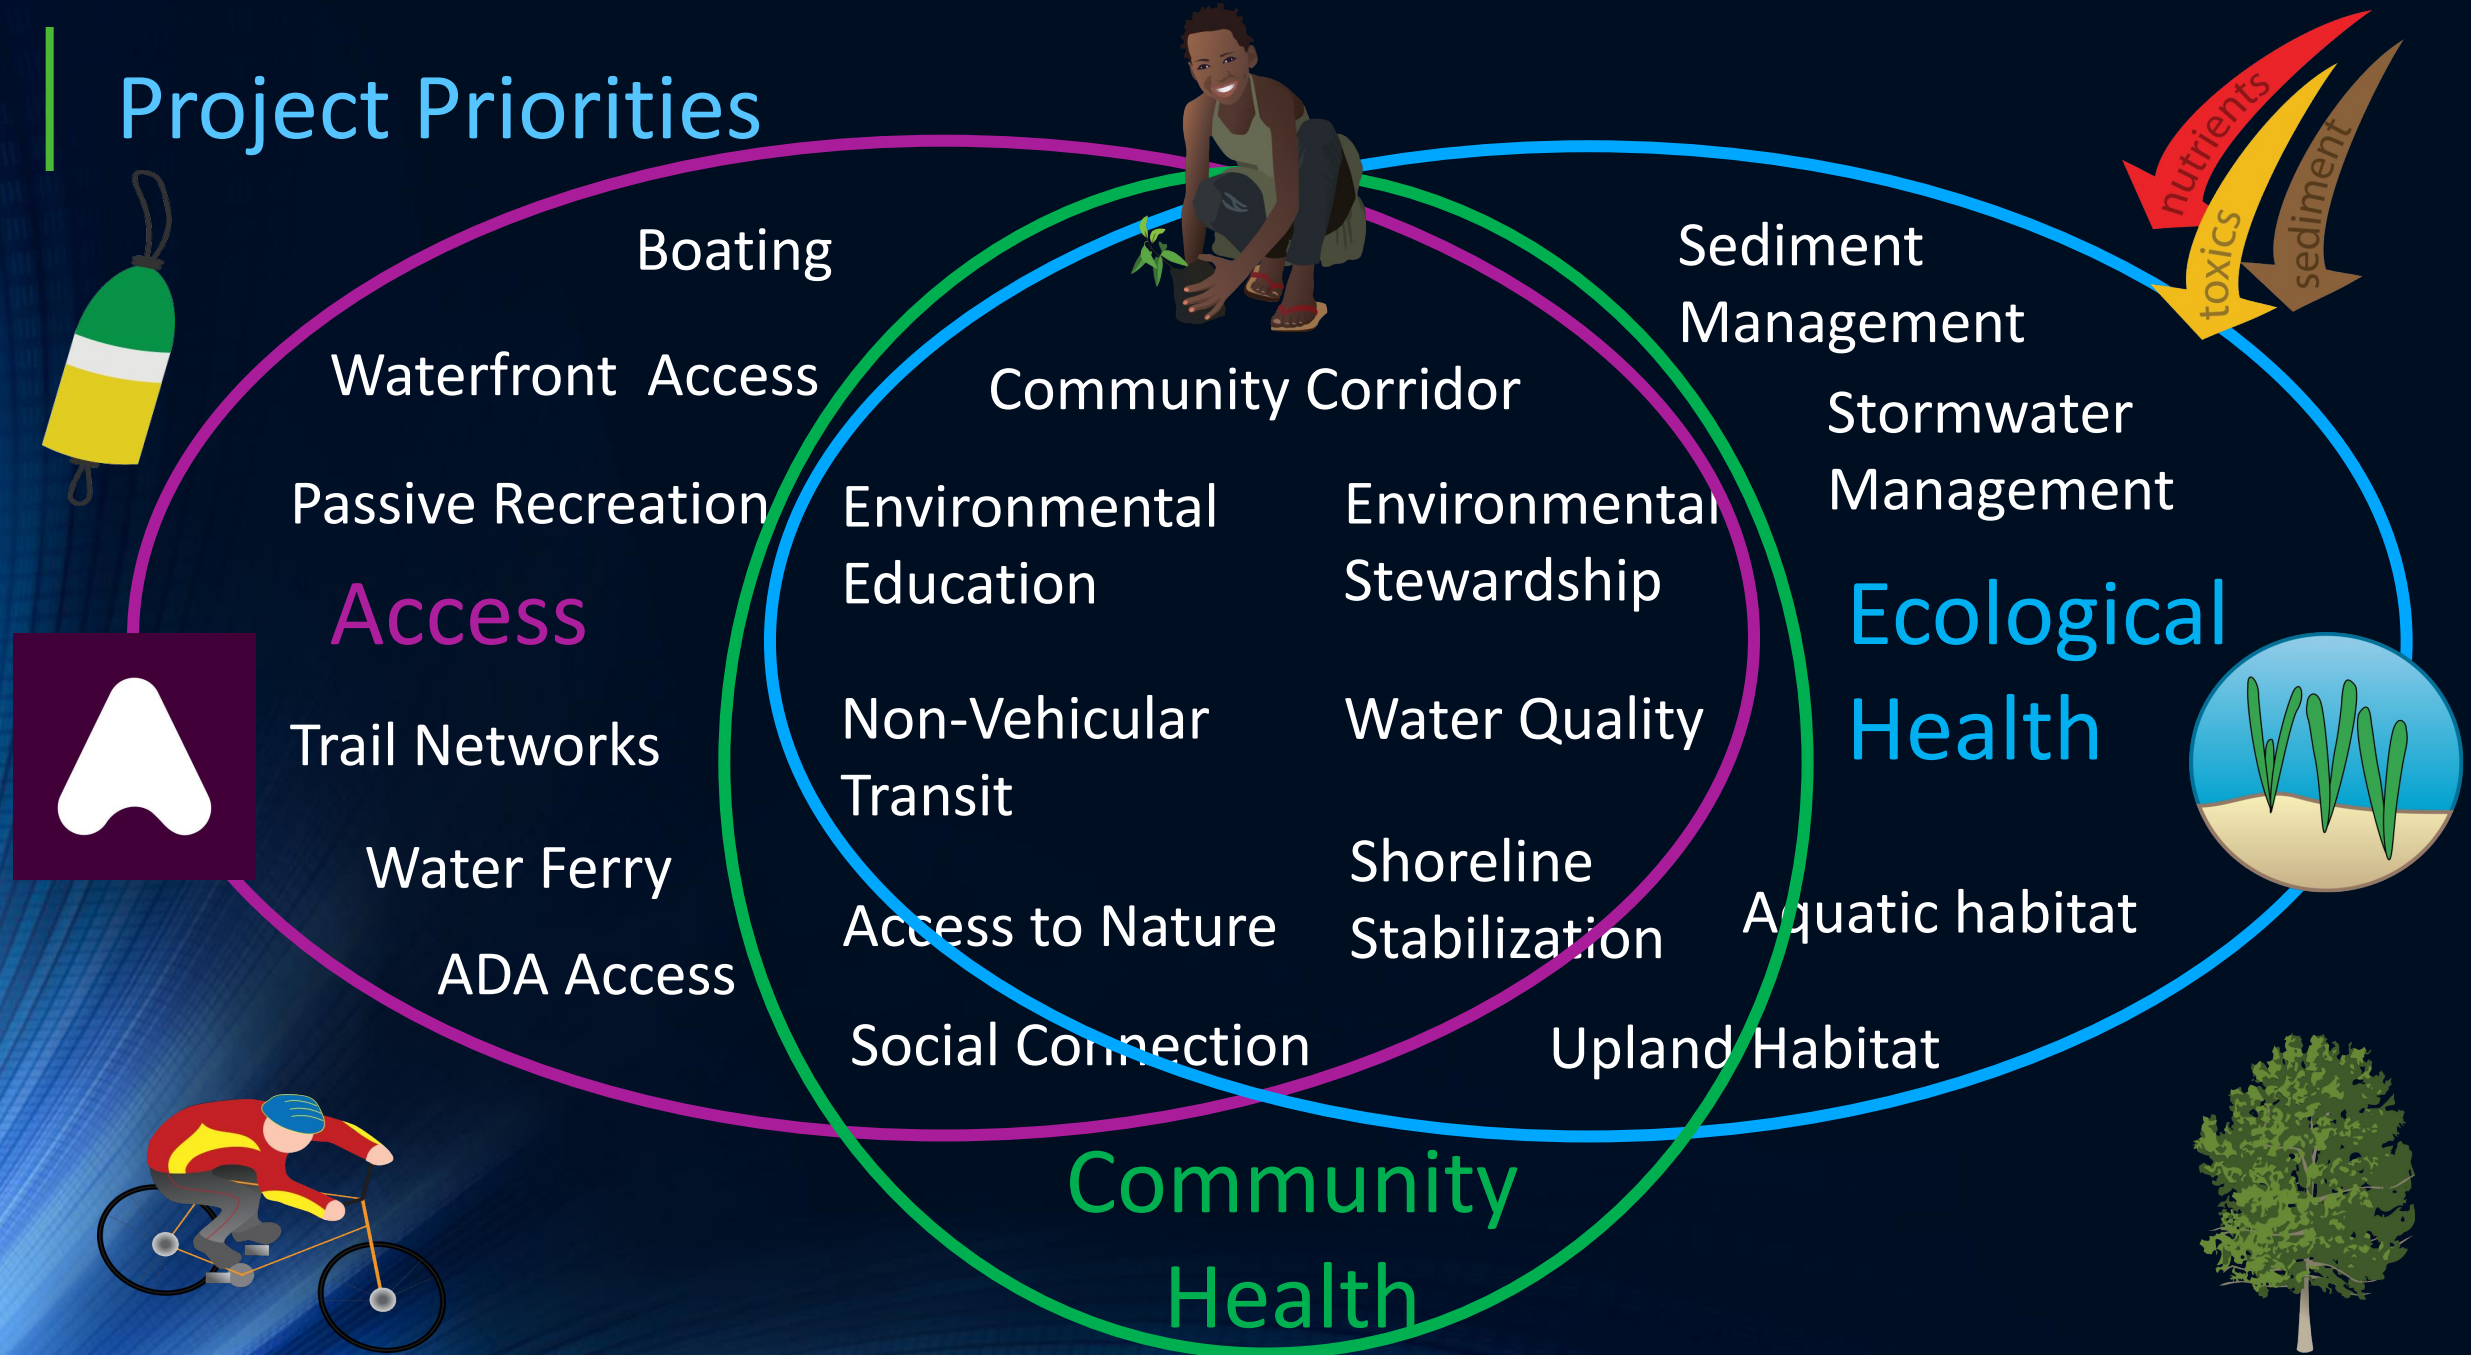 Project Priorities
nutrients
toxics
sediment
Boating
Waterfront  Access
Passive Recreation
Access
Trail Networks
Water Ferry
ADA Access
Community Corridor
Environmental
Education
Environmental
Stewardship
Non-Vehicular
Transit
Water Quality
Access to Nature
Shoreline
Stabilization
Social Connection
Sediment
Management
Stormwater
Management
Ecological
Health
Aquatic habitat
Upland Habitat
Community
Health